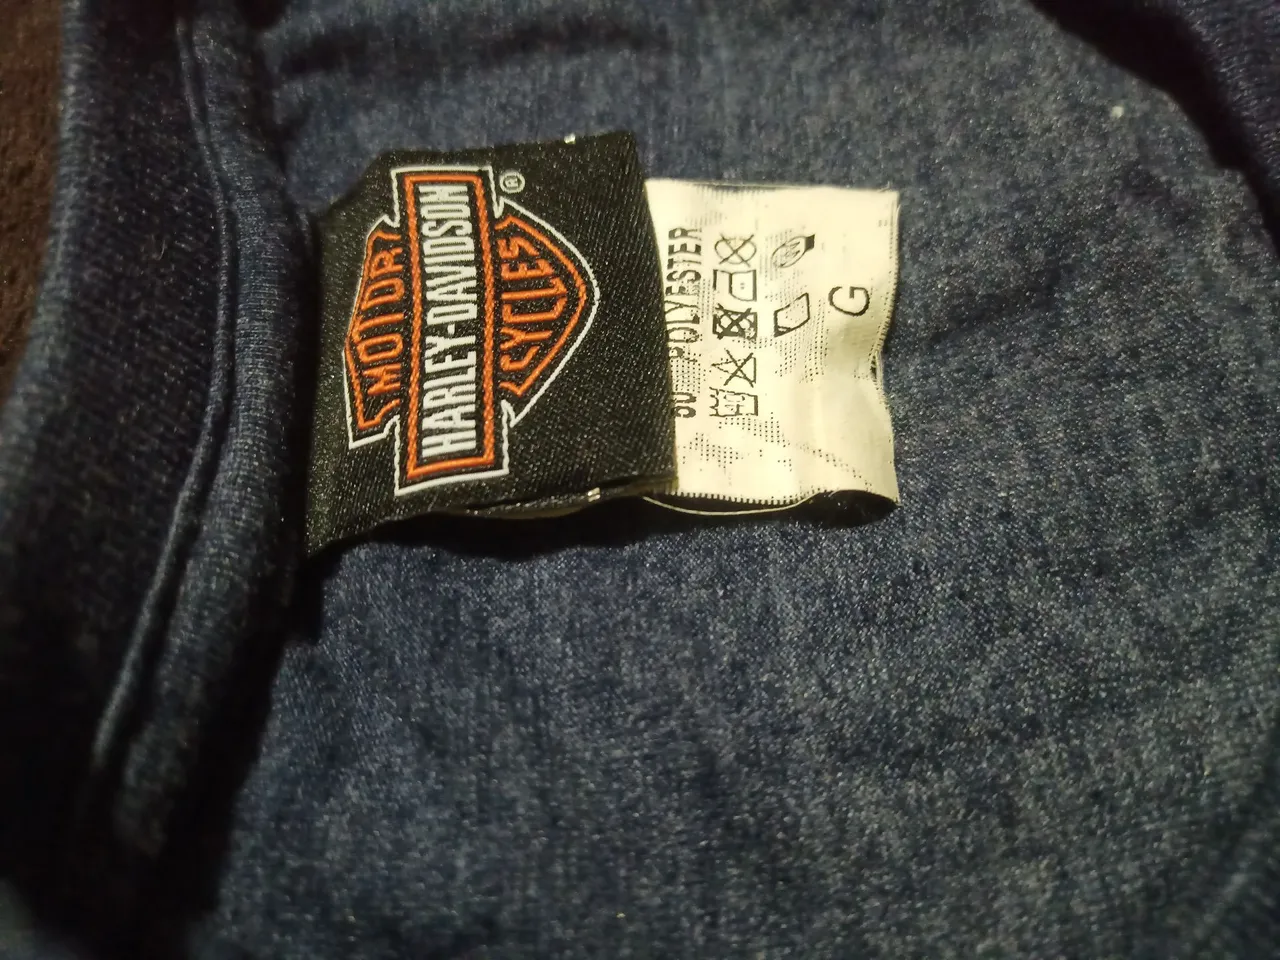 MOTOR
HARLEY-DAVIDSON
CYCLES
®
POLYESTER
G